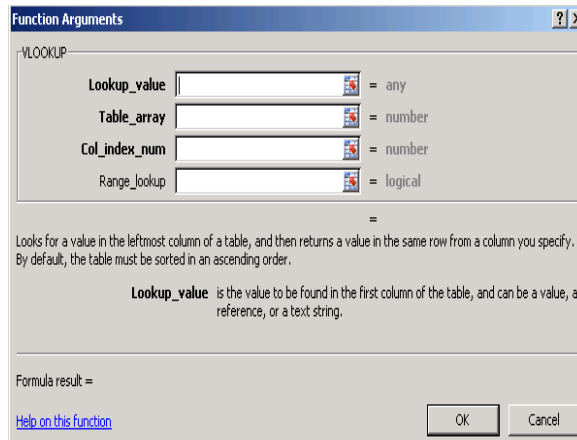 Function Arguments ? X
VLOOKUP
Lookup_value = any
Table_array = number
Col_index_num = number
Range_lookup = logical
=
Looks for a value in the leftmost column of a table, and then returns a value in the same row from a column you specify.
By default, the table must be sorted in an ascending order.
Lookup_value is the value to be found in the first column of the table, and can be a value, a
reference, or a text string.
Formula result =
Help on this function OK Cancel